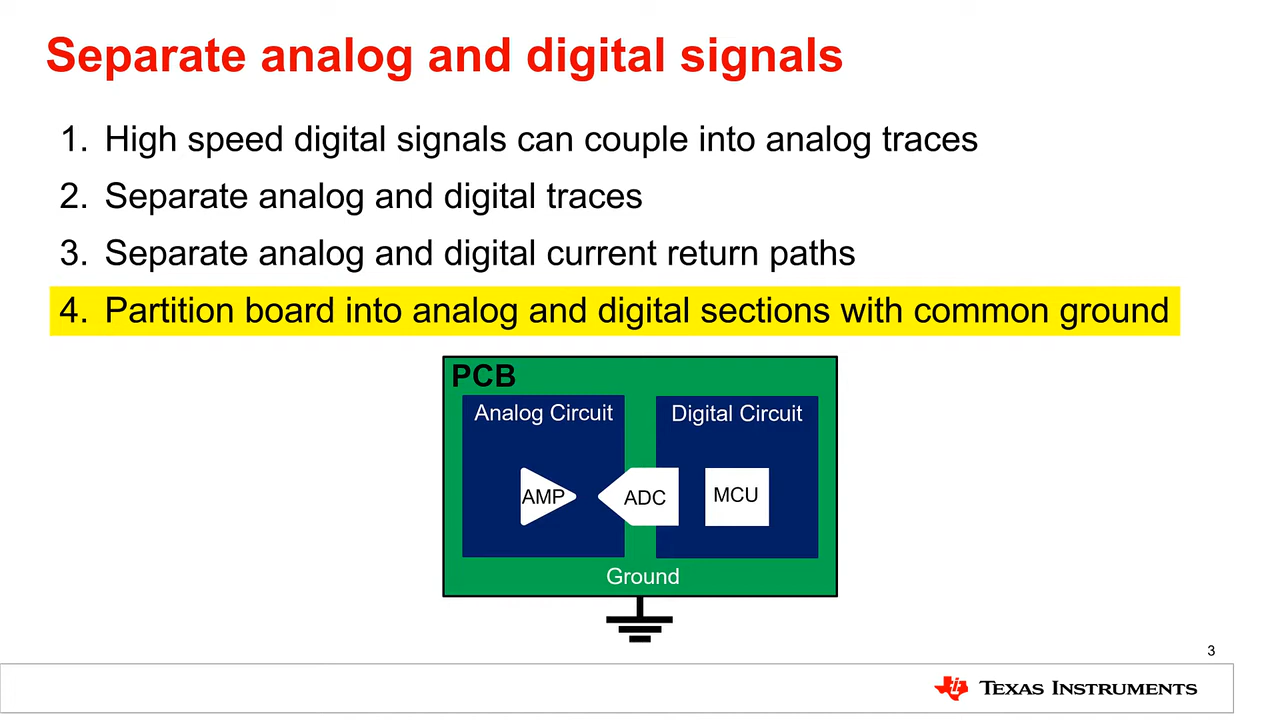 Separate analog and digital signals
1. High speed digital signals can couple into analog traces
2. Separate analog and digital traces
3. Separate analog and digital current return paths
4. Partition board into analog and digital sections with common ground
PCB
Analog Circuit
Digital Circuit
AMP
ADC
MCU
Ground
3
TEXAS INSTRUMENTS